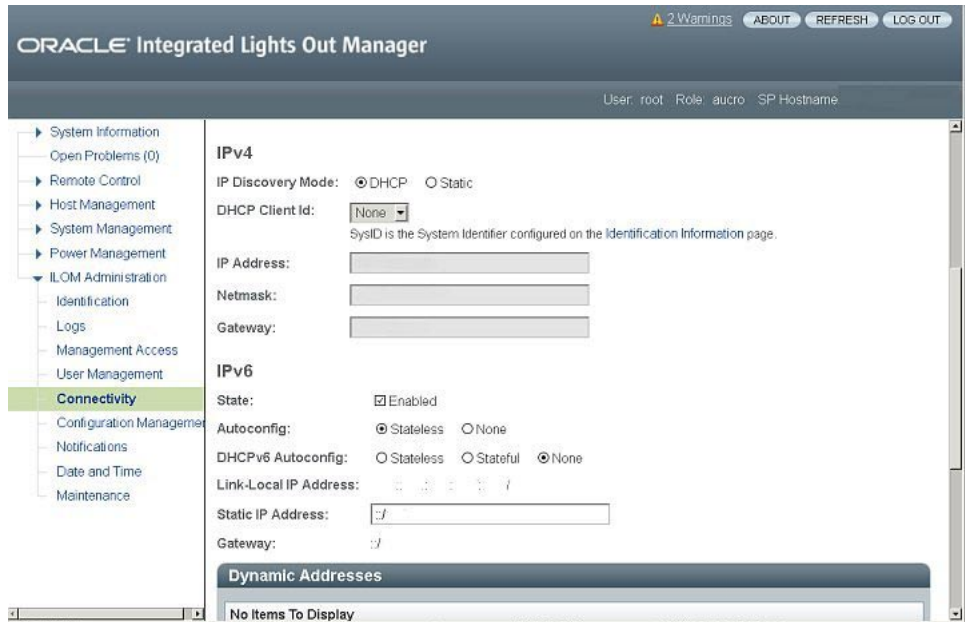 2 Warnings ABOUT REFRESH LOG OUT
ORACLE® Integrated Lights Out Manager
User: root Role: aucro SP Hostname
System Information
Open Problems (0)
Remote Control
Host Management
System Management
Power Management
ILOM Administration
Identification
Logs
Management Access
User Management
Connectivity
Configuration Managemer
Notifications
Date and Time
Maintenance
IPv4
IP Discovery Mode: DHCP Static
DHCP Client Id: None
SysID is the System Identifier configured on the Identification Information page.
IP Address:
Netmask:
Gateway:
IPv6
State: Enabled
Autoconfig: Stateless None
DHCPv6 Autoconfig: Stateless Stateful None
Link-Local IP Address: :: : : : /
Static IP Address: ::/
Gateway: ::/
Dynamic Addresses
No Items To Display